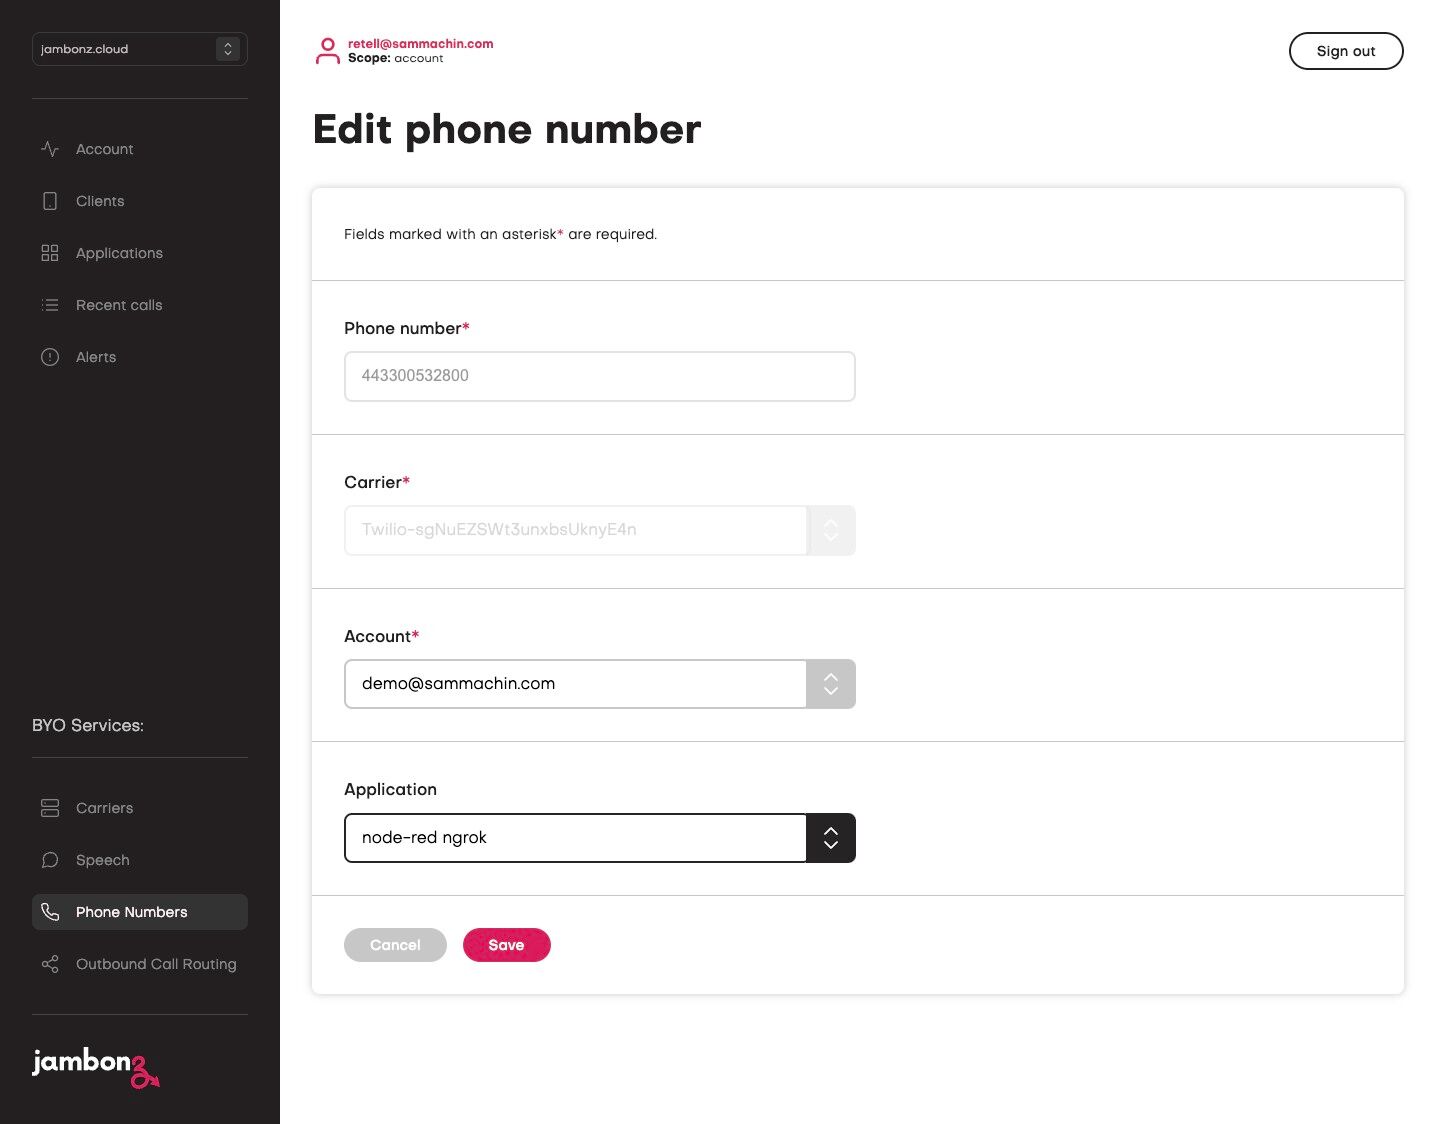 jambonz.cloud
Account
Clients
Applications
Recent calls
Alerts
BYO Services:
Carriers
Speech
Phone Numbers
Outbound Call Routing
jambonz
retell@sammachin.com
Scope: account
Sign out
Edit phone number
Fields marked with an asterisk* are required.
Phone number*
443300532800
Carrier*
Twilio-sgNuEZSWt3unxbsUknyE4n
Account*
demo@sammachin.com
Application
node-red ngrok
Cancel
Save